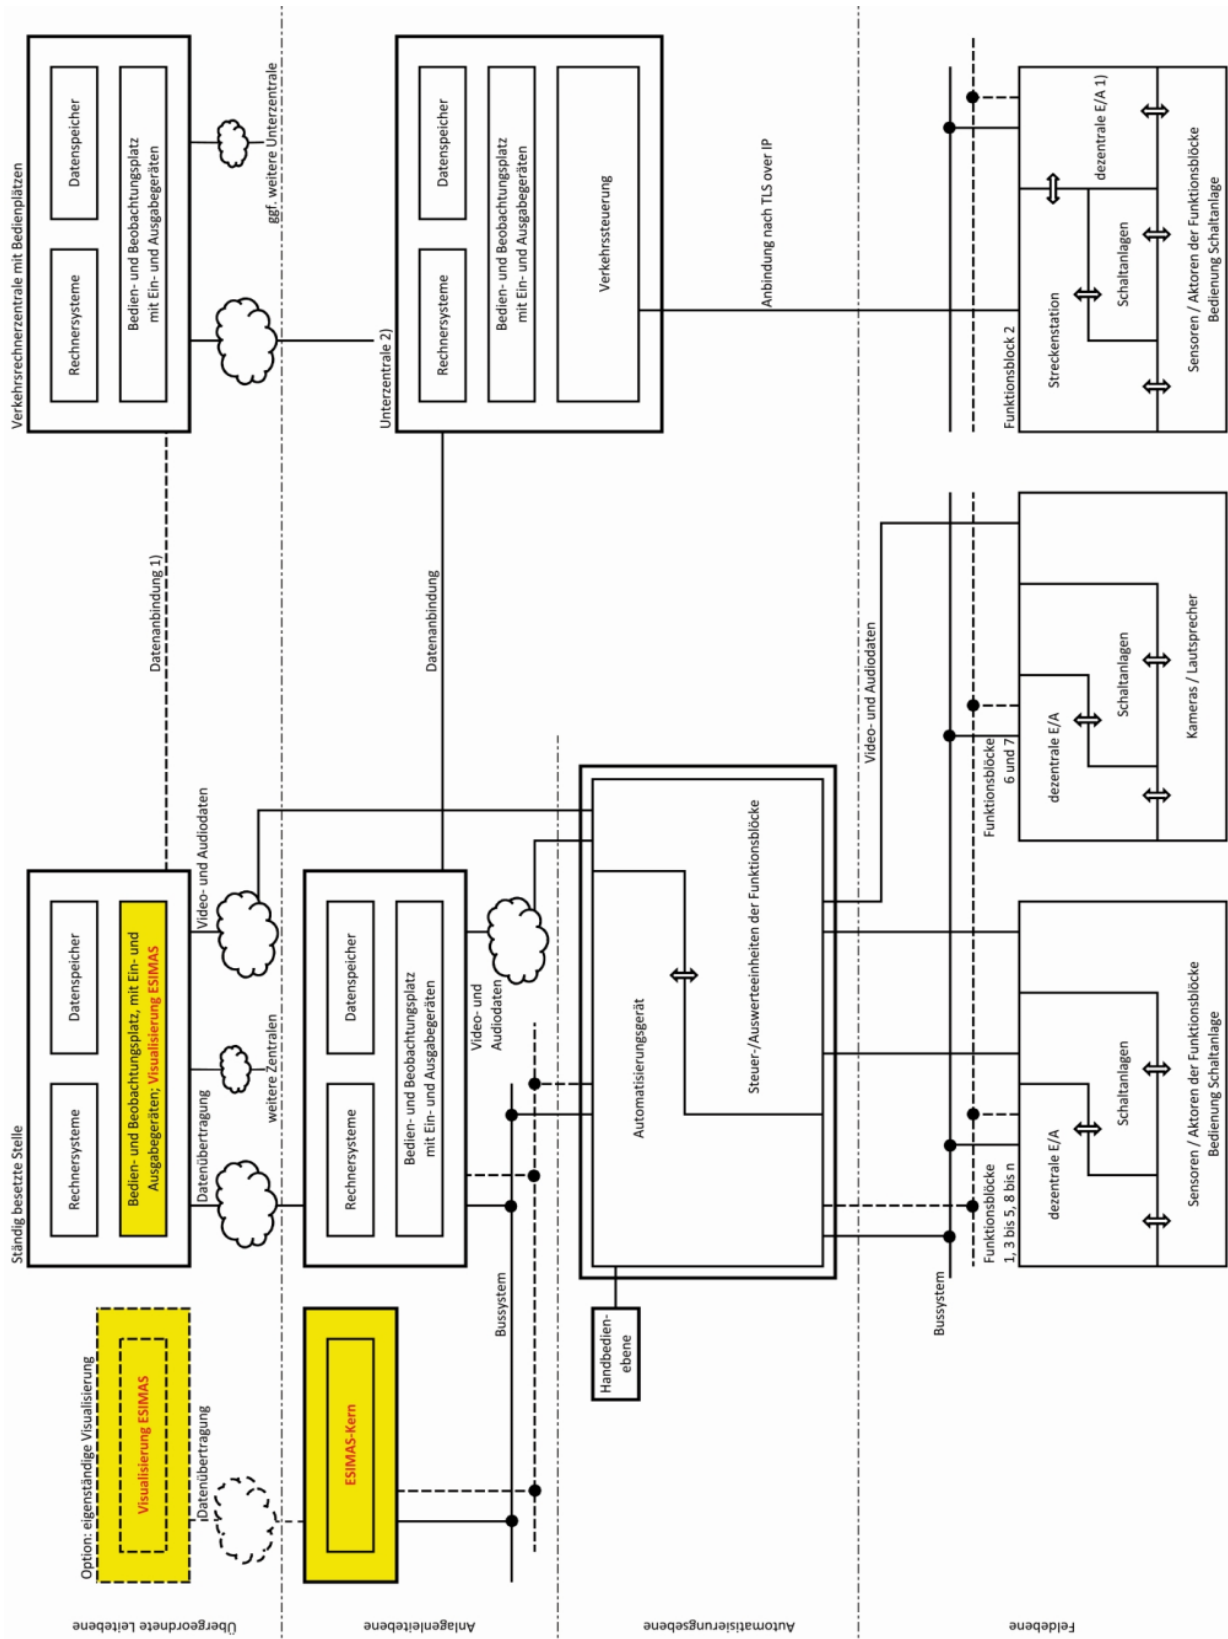 Option: eigenständige Visualisierung
Visualisierung ESIMAS
Datenübertragung
Ständig besetzte Stelle
Rechnersysteme
Datenspeicher
Bedien- und Beobachtungsplatz, mit Ein- und
Ausgabegeräten; Visualisierung ESIMAS
Datenübertragung
weitere Zentralen
Video- und Audiodaten
Datenanbindung 1)
Verkehrsrechnerzentrale mit Bedienplätzen
Rechnersysteme
Datenspeicher
Bedien- und Beobachtungsplatz
mit Ein- und Ausgabegeräten
ggf. weitere Unterzentrale
Übergeordnete Leitebene
ESIMAS-Kern
Rechnersysteme
Datenspeicher
Bedien- und Beobachtungsplatz
mit Ein- und Ausgabegeräten
Video- und
Audiodaten
Bussystem
Datenanbindung
Unterzentrale 2)
Rechnersysteme
Datenspeicher
Bedien- und Beobachtungsplatz
mit Ein- und Ausgabegeräten
Verkehrssteuerung
Anlagenleitebene
Handbedien-
ebene
Automatisierungsgerät
Steuer-/Auswerteeinheiten der Funktionsblöcke
Anbindung nach TLS over IP
Automatisierungsebene
Video- und Audiodaten
Bussystem
Funktionsblöcke
1, 3 bis 5, 8 bis n
dezentrale E/A
Schaltanlagen
Sensoren / Aktoren der Funktionsblöcke
Bedienung Schaltanlage
Funktionsblöcke
6 und 7
dezentrale E/A
Schaltanlagen
Kameras / Lautsprecher
Funktionsblock 2
Streckenstation
dezentrale E/A 1)
Schaltanlagen
Sensoren / Aktoren der Funktionsblöcke
Bedienung Schaltanlage
Feldebene